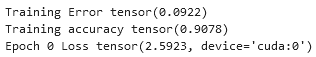 Training Error tensor(0.0922)
Training accuracy tensor(0.9078)
Epoch 0 Loss tensor(2.5923, device='cuda:0')